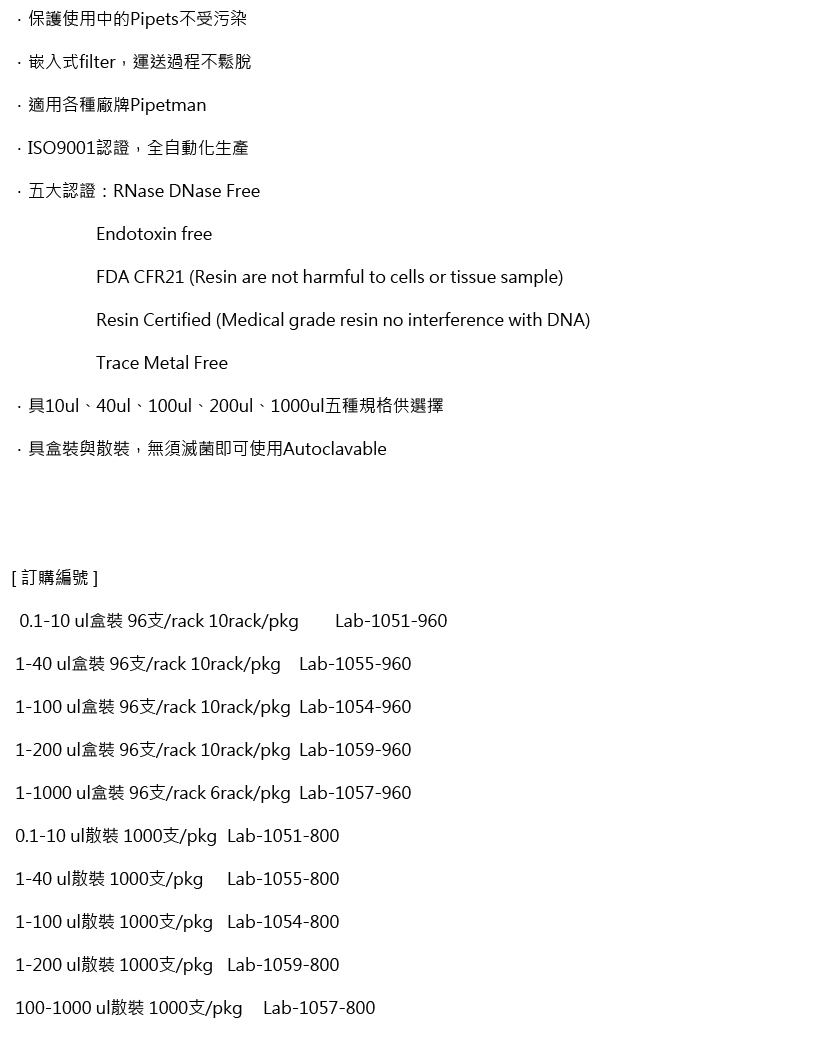 ．保護使用中的Pipets不受污染
．嵌入式filter，運送過程不鬆脫
．適用各種廠牌Pipetman
．ISO9001認證，全自動化生產
．五大認證：RNase DNase Free
Endotoxin free
FDA CFR21 (Resin are not harmful to cells or tissue sample)
Resin Certified (Medical grade resin no interference with DNA)
Trace Metal Free
．具10ul、40ul、100ul、200ul、1000ul五種規格供選擇
．具盒裝與散裝，無須滅菌即可使用Autoclavable
[ 訂購編號 ]
0.1-10 ul盒裝 96支/rack 10rack/pkg Lab-1051-960
1-40 ul盒裝 96支/rack 10rack/pkg Lab-1055-960
1-100 ul盒裝 96支/rack 10rack/pkg Lab-1054-960
1-200 ul盒裝 96支/rack 10rack/pkg Lab-1059-960
1-1000 ul盒裝 96支/rack 6rack/pkg Lab-1057-960
0.1-10 ul散裝 1000支/pkg Lab-1051-800
1-40 ul散裝 1000支/pkg Lab-1055-800
1-100 ul散裝 1000支/pkg Lab-1054-800
1-200 ul散裝 1000支/pkg Lab-1059-800
100-1000 ul散裝 1000支/pkg Lab-1057-800